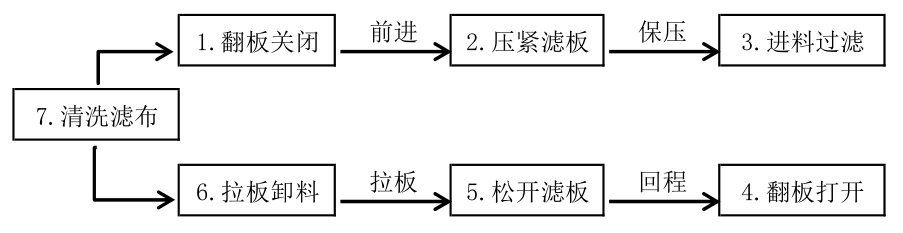 1.翻板关闭
前进
2.压紧滤板
保压
3.进料过滤
7.清洗滤布
6.拉板卸料
拉板
5.松开滤板
回程
4.翻板打开